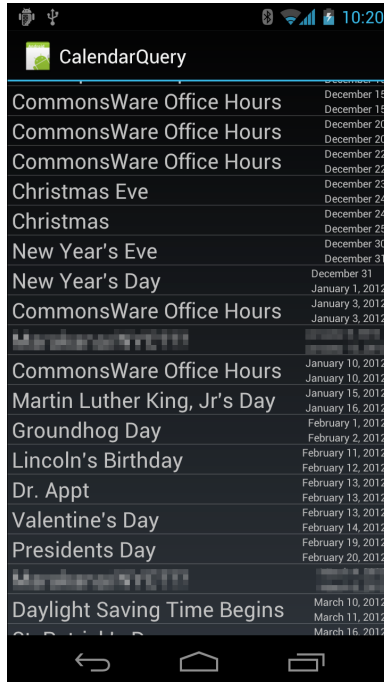 10:20
CalendarQuery
CommonsWare Office Hours
December 15
December 15
CommonsWare Office Hours
December 20
December 20
CommonsWare Office Hours
December 22
December 22
Christmas Eve
December 23
December 24
Christmas
December 24
December 25
New Year's Eve
December 30
December 31
New Year's Day
December 31
January 1, 2012
CommonsWare Office Hours
January 3, 2012
January 3, 2012
CommonsWare Office Hours
January 10, 2012
January 10, 2012
Martin Luther King, Jr's Day
January 15, 2012
January 16, 2012
Groundhog Day
February 1, 2012
February 2, 2012
Lincoln's Birthday
February 11, 2012
February 12, 2012
Dr. Appt
February 13, 2012
February 13, 2012
Valentine's Day
February 13, 2012
February 14, 2012
Presidents Day
February 19, 2012
February 20, 2012
Daylight Saving Time Begins
March 10, 2012
March 11, 2012
March 16, 2012